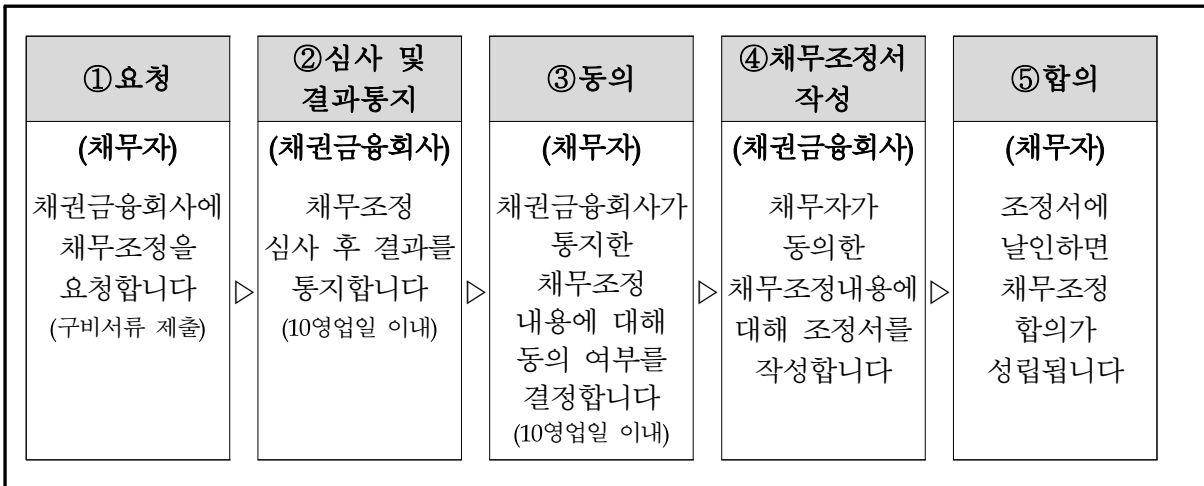 ①요청
(채무자)
채권금융회사에
채무조정을
요청합니다
(구비서류 제출)
▷
②심사 및
결과통지
(채권금융회사)
채무조정
심사 후 결과를
통지합니다
(10영업일 이내)
▷
③동의
(채무자)
채권금융회사가
통지한
채무조정
내용에 대해
동의 여부를
결정합니다
(10영업일 이내)
▷
④채무조정서
작성
(채권금융회사)
채무자가
동의한
채무조정내용에
대해 조정서를
작성합니다
▷
⑤합의
(채무자)
조정서에
날인하면
채무조정
합의가
성립됩니다